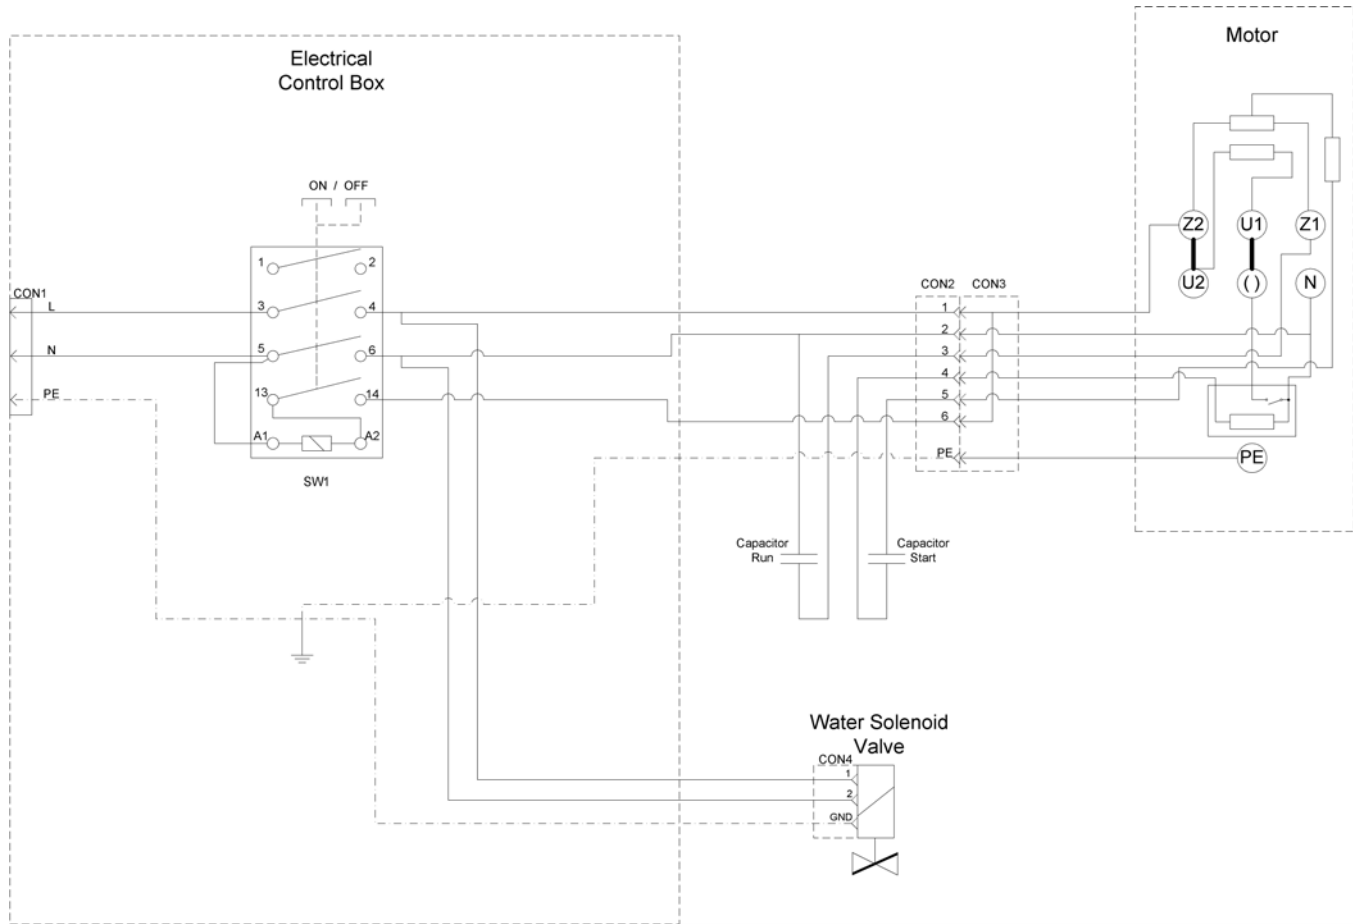 Electrical
Control Box
Motor
ON / OFF
1
2
3
4
5
6
13
14
A1
A2
SW1
CON1
L
N
PE
CON2
CON3
1
2
3
4
5
6
PE
Z2
U1
Z1
U2
( )
N
PE
Capacitor
Run
Capacitor
Start
Water Solenoid
Valve
CON4
1
2
GND